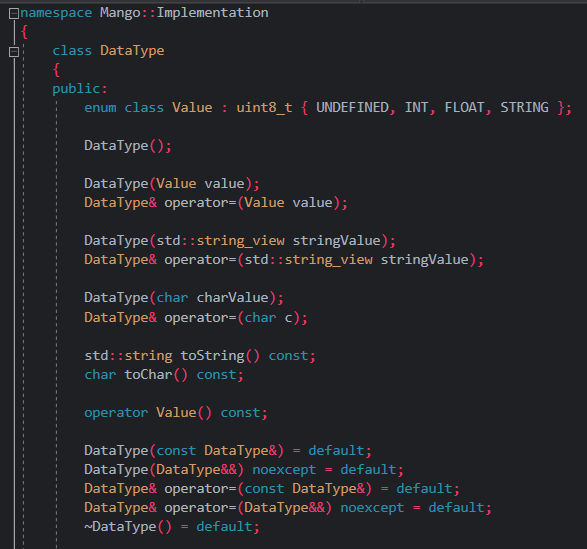 namespace Mango::Implementation
{
class DataType
{
public:
enum class Value : uint8_t { UNDEFINED, INT, FLOAT, STRING };
DataType();
DataType(Value value);
DataType& operator=(Value value);
DataType(std::string_view stringValue);
DataType& operator=(std::string_view stringValue);
DataType(char charValue);
DataType& operator=(char c);
std::string toString() const;
char toChar() const;
operator Value() const;
DataType(const DataType&) = default;
DataType(DataType&&) noexcept = default;
DataType& operator=(const DataType&) = default;
DataType& operator=(DataType&&) noexcept = default;
~DataType() = default;